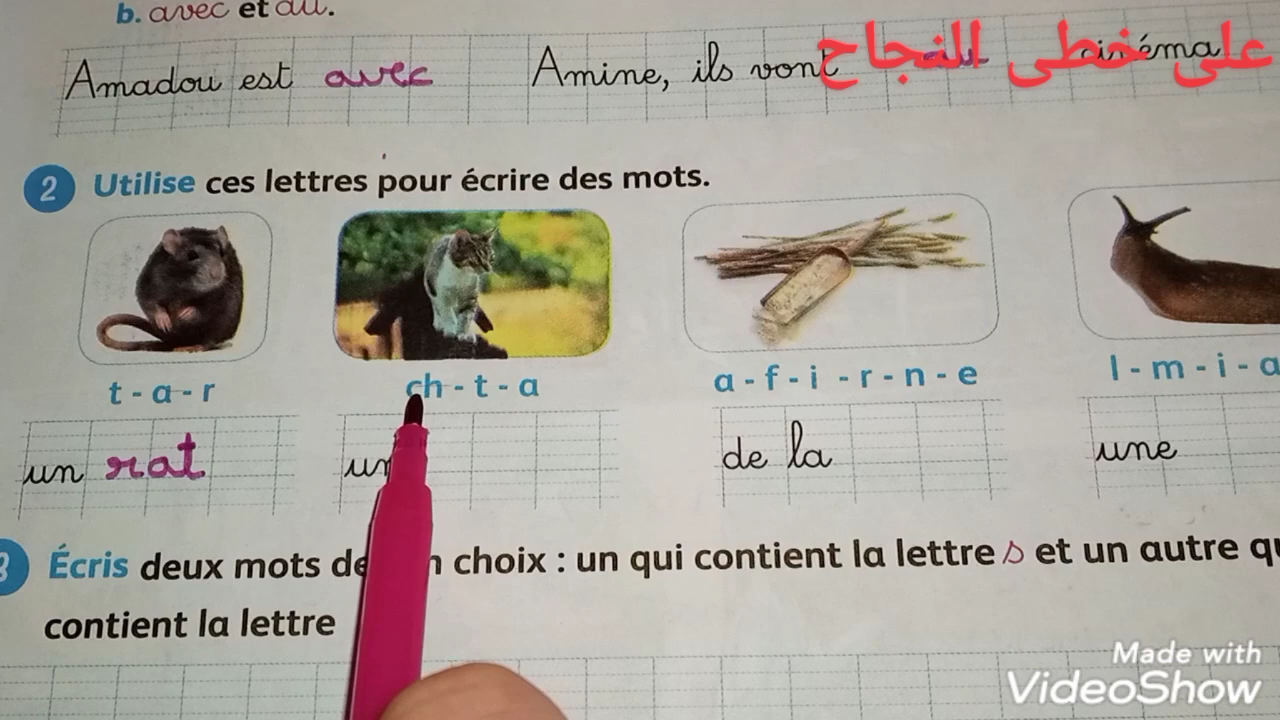 b. avec et au.
Amadou est avec Amine, ils vont au cinéma
على خطى النجاح
2 Utilise ces lettres pour écrire des mots.
t - a - r ch - t - a a - f - i - r - n - e l - m - i - a
un rat un de la une
Écris deux mots de choix : un qui contient la lettre s et un autre
contient la lettre
Made with
VideoShow